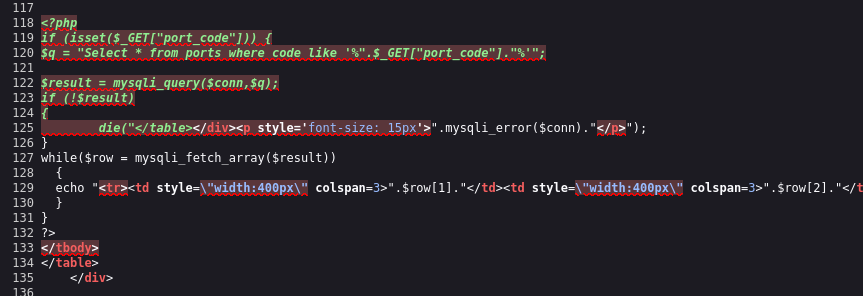 117
118 <?php
119 if (isset($_GET["port_code"])) {
120 $q = "Select * from ports where code like '%".$_GET["port_code"]."%'";
121
122 $result = mysqli_query($conn,$q);
123 if (!$result)
124 {
125         die("</table></div><p style='font-size: 15px'>".mysqli_error($conn)."</p>");
126 }
127 while($row = mysqli_fetch_array($result))
128   {
129   echo "<tr><td style=\"width:400px\" colspan=3>".$row[1]."</td><td style=\"width:400px\" colspan=3>".$row[2]."</t
130   }
131 }
132 ?>
133 </tbody>
134 </table>
135     </div>
136